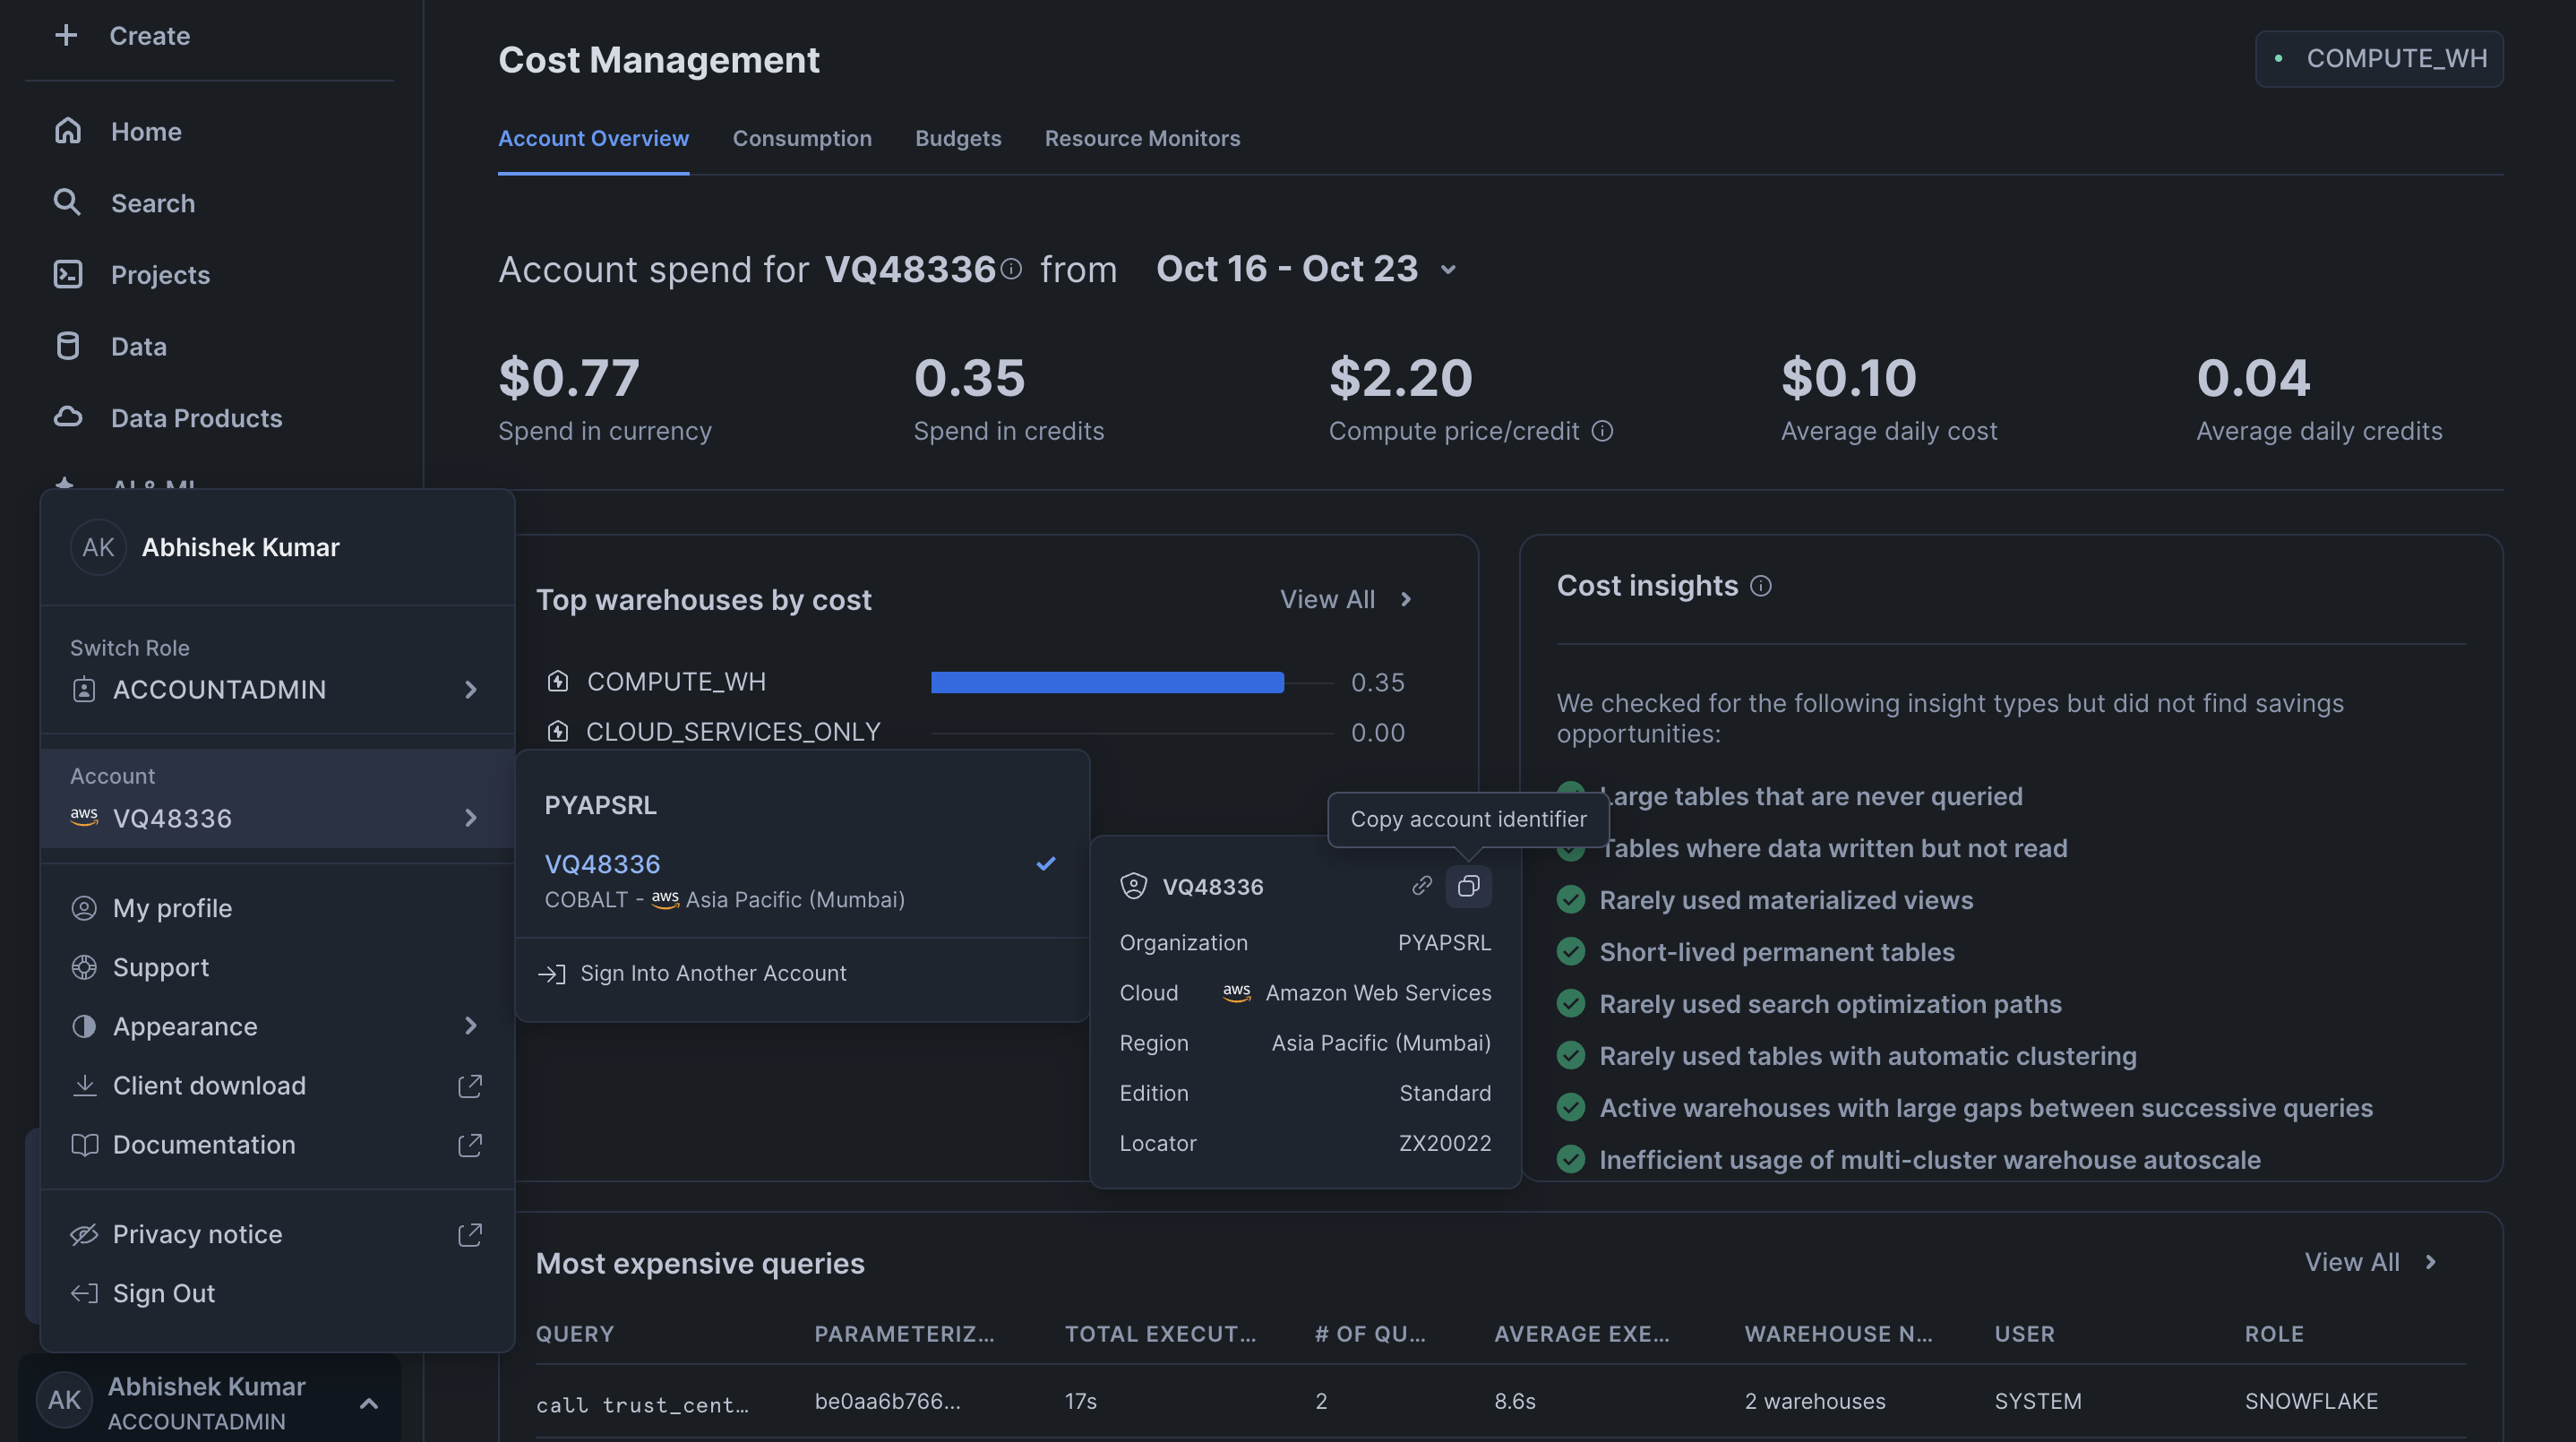 Create
Home
Search
Projects
Data
Data Products
AI & ML
Cost Management
COMPUTE_WH
Account Overview
Consumption
Budgets
Resource Monitors
Account spend for VQ48336 from Oct 16 - Oct 23
$0.77
Spend in currency
0.35
Spend in credits
$2.20
Compute price/credit
$0.10
Average daily cost
0.04
Average daily credits
AK
Abhishek Kumar
Switch Role
ACCOUNTADMIN
Account
aws VQ48336
My profile
Support
Appearance
Client download
Documentation
Privacy notice
Sign Out
AK
Abhishek Kumar
ACCOUNTADMIN
Top warehouses by cost
View All
COMPUTE_WH 0.35
CLOUD_SERVICES_ONLY 0.00
PYAPSRL
VQ48336
COBALT - aws Asia Pacific (Mumbai)
Sign Into Another Account
Copy account identifier
VQ48336
Organization PYAPSRL
Cloud aws Amazon Web Services
Region Asia Pacific (Mumbai)
Edition Standard
Locator ZX20022
Cost insights
We checked for the following insight types but did not find savings
opportunities:
Large tables that are never queried
Tables where data written but not read
Rarely used materialized views
Short-lived permanent tables
Rarely used search optimization paths
Rarely used tables with automatic clustering
Active warehouses with large gaps between successive queries
Inefficient usage of multi-cluster warehouse autoscale
Most expensive queries
View All
QUERY PARAMETERIZ... TOTAL EXECUT... # OF QU... AVERAGE EXE... WAREHOUSE N... USER ROLE
call trust_cent... be0aa6b766... 17s 2 8.6s 2 warehouses SYSTEM SNOWFLAKE